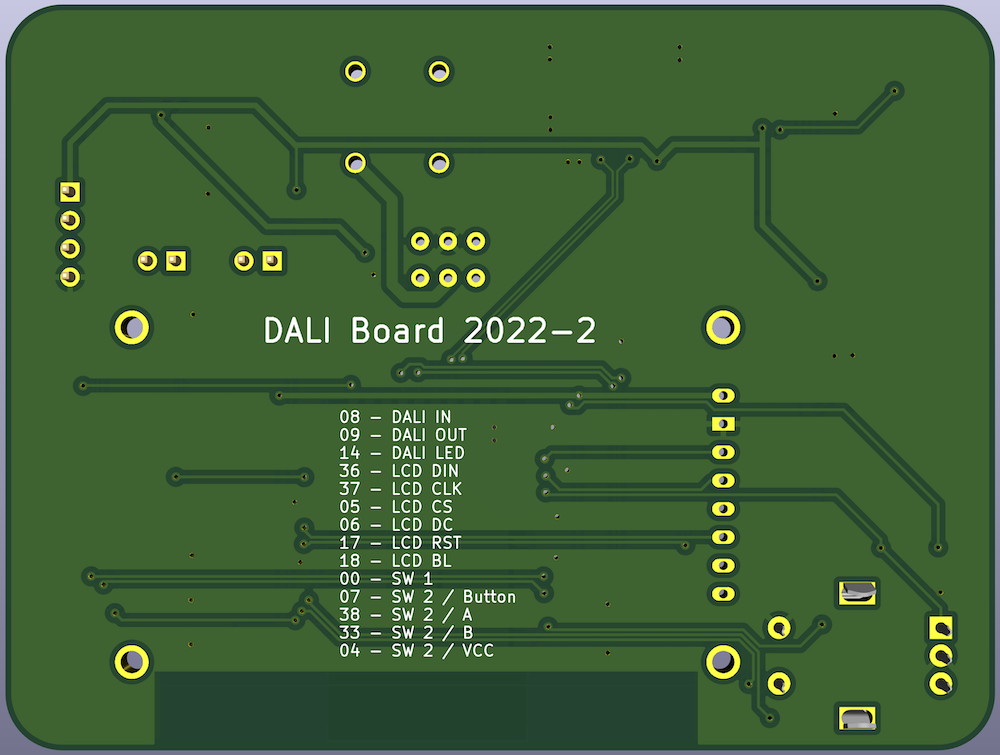 DALI Board 2022-2
08 - DALI IN
09 - DALI OUT
14 - DALI LED
36 - LCD DIN
37 - LCD CLK
05 - LCD CS
06 - LCD DC
17 - LCD RST
18 - LCD BL
00 - SW 1
07 - SW 2 / Button
38 - SW 2 / A
33 - SW 2 / B
04 - SW 2 / VCC